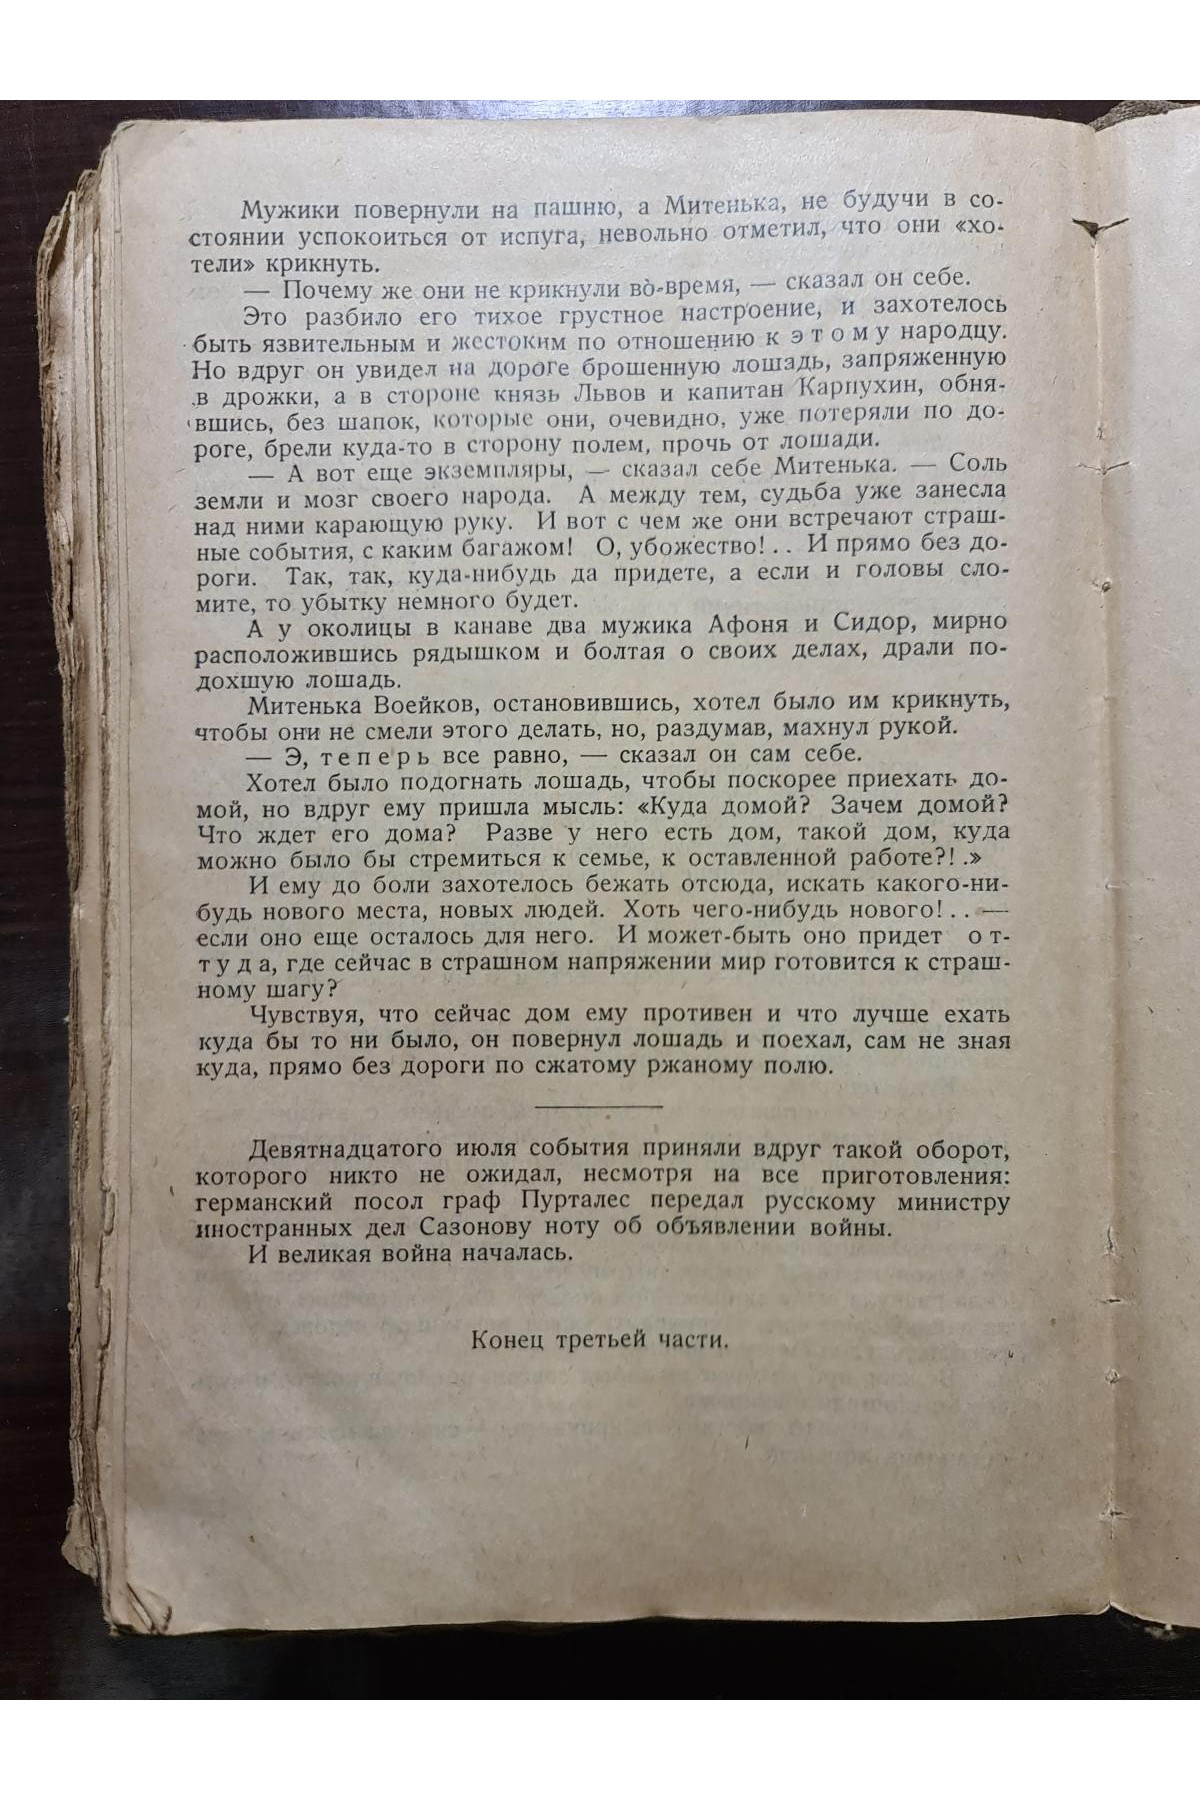 Мужики повернули на пашню, а Митенька, не будучи в со-
стоянии успокоиться от испуга, невольно отметил, что они «хо-
тели» крикнуть.
— Почему же они не крикнули во-время, — сказал он себе.
Это разбило его тихое грустное настроение, и захотелось
быть язвительным и жестоким по отношению к этому народцу.
Но вдруг он увидел на дороге брошенную лошадь, запряженную
в дрожки, а в стороне князь Львов и капитан Карпухин, обня-
вшись, без шапок, которые они, очевидно, уже потеряли по до-
роге, брели куда-то в сторону полем, прочь от лошади.
— А вот еще экземпляры, — сказал себе Митенька. — Соль
земли и мозг своего народа. А между тем, судьба уже занесла
над ними карающую руку. И вот с чем же они встречают страш-
ные события, с каким багажом! О, убожество!.. И прямо без до-
роги. Так, так, куда-нибудь да придете, а если и головы сло-
мите, то убытку немного будет.
А у околицы в канаве два мужика Афоня и Сидор, мирно
расположившись рядышком и болтая о своих делах, драли по-
дохшую лошадь.
Митенька Воейков, остановившись, хотел было им крикнуть,
чтобы они не смели этого делать, но, раздумав, махнул рукой.
— Э, теперь все равно, — сказал он сам себе.
Хотел было подогнать лошадь, чтобы поскорее приехать до-
мой, но вдруг ему пришла мысль: «Куда домой? Зачем домой?
Что ждет его дома? Разве у него есть дом, такой дом, куда
можно было бы стремиться к семье, к оставленной работе?!.»
И ему до боли захотелось бежать отсюда, искать какого-ни-
будь нового места, новых людей. Хоть чего-нибудь нового!.. —
если оно еще осталось для него. И может-быть оно придет от-
туда, где сейчас в страшном напряжении мир готовится к страш-
ному шагу?
Чувствуя, что сейчас дом ему противен и что лучше ехать
куда бы то ни было, он повернул лошадь и поехал, сам не зная
куда, прямо без дороги по сжатому ржаному полю.
Девятнадцатого июля события приняли вдруг такой оборот,
которого никто не ожидал, несмотря на все приготовления:
германский посол граф Пурталес передал русскому министру
иностранных дел Сазонову ноту об объявлении войны.
И великая война началась.
Конец третьей части.